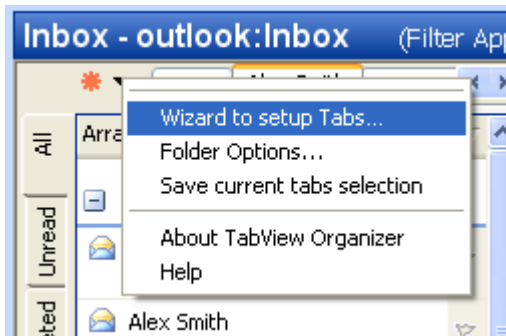 Inbox - outlook:Inbox (Filter
All
Wizard to setup Tabs...
Folder Options...
Save current tabs selection
Unread
About TabView Organizer
Help
Alex Smith